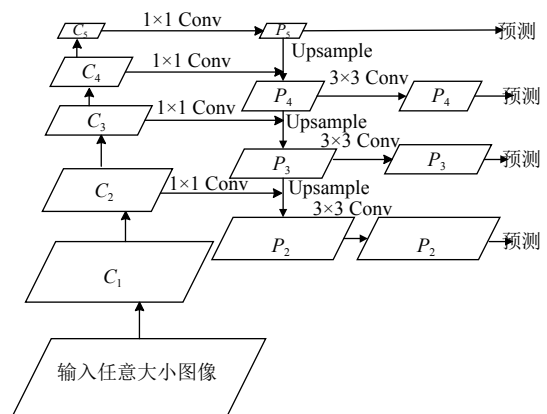 C5 1×1 Conv P5 预测
Upsample
C4 1×1 Conv 3×3 Conv
P4 P4 预测
C3 1×1 Conv Upsample
3×3 Conv
P3 P3 预测
C2 1×1 Conv Upsample
3×3 Conv
P2 P2 预测
C1
输入任意大小图像